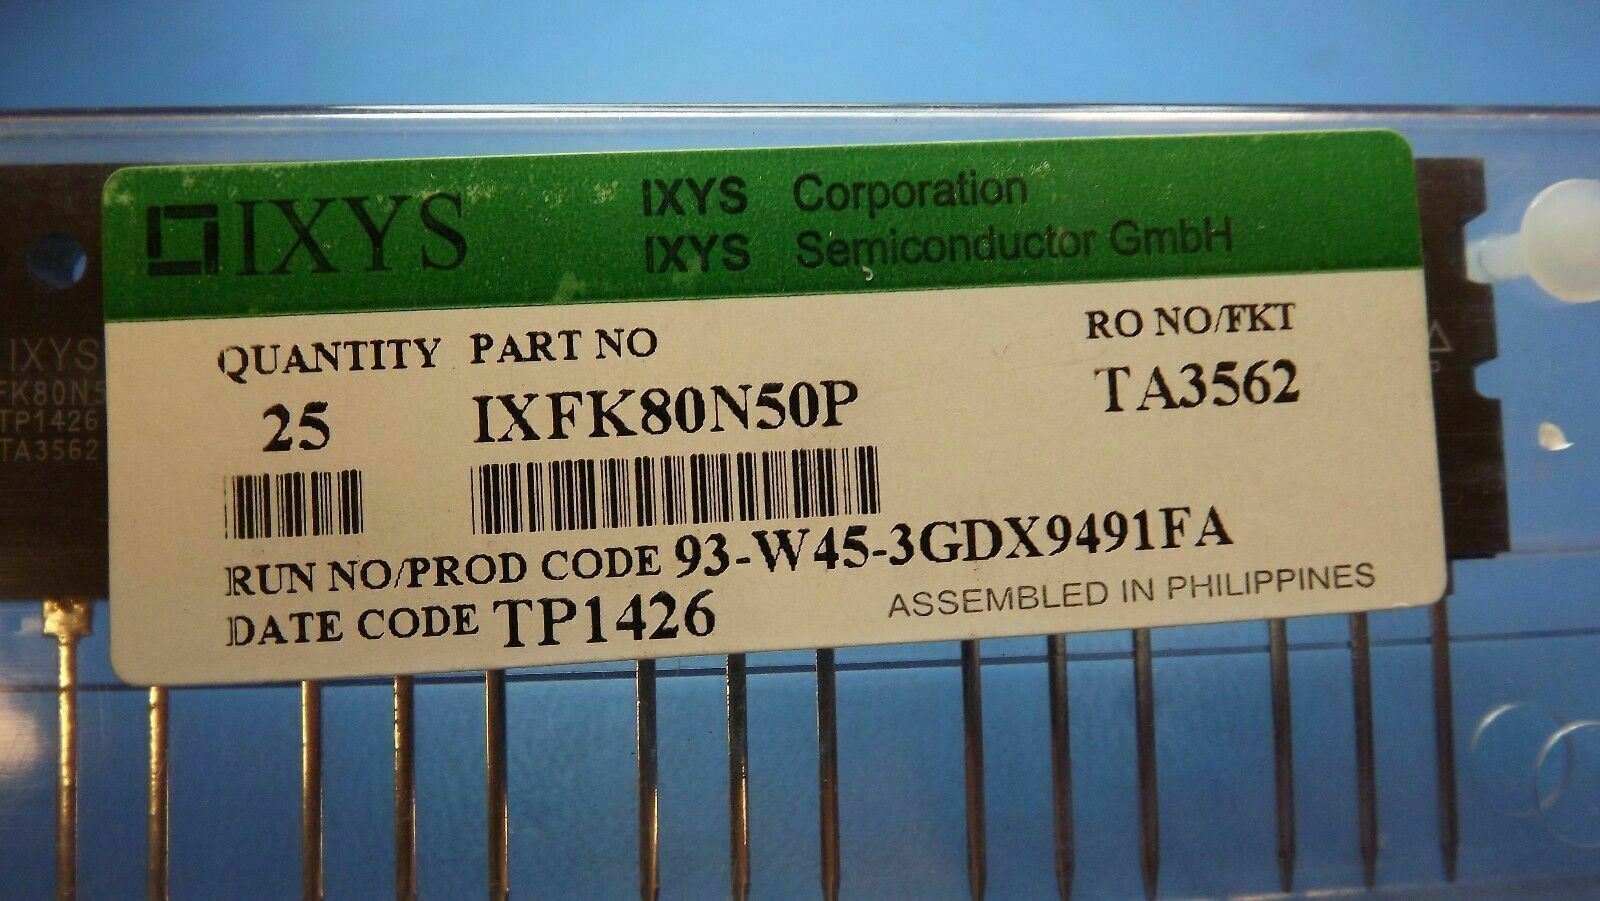 IXYS
IXYS Corporation
IXYS Semiconductor GmbH
QUANTITY PART NO RO NO/FKT
25 IXFK80N50P TA3562
RUN NO/PROD CODE 93-W45-3GDX9491FA
DATE CODE TP1426
ASSEMBLED IN PHILIPPINES
IXYS
FK80N5
TP1426
TA3562